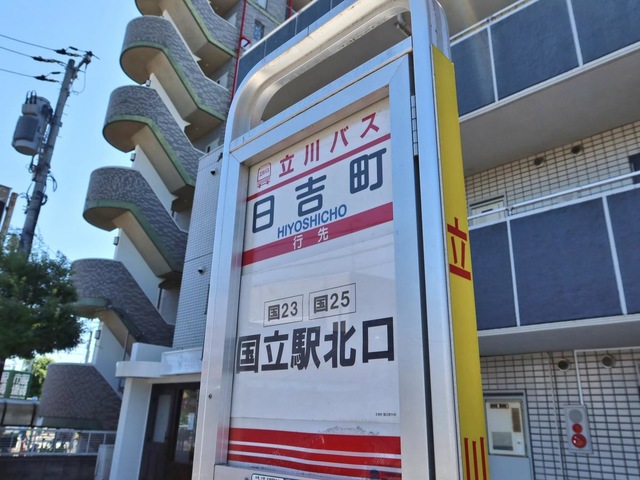 立川バス
日吉町
HIYOSHICHO
行先
国23 国25
国立駅北口
立
川